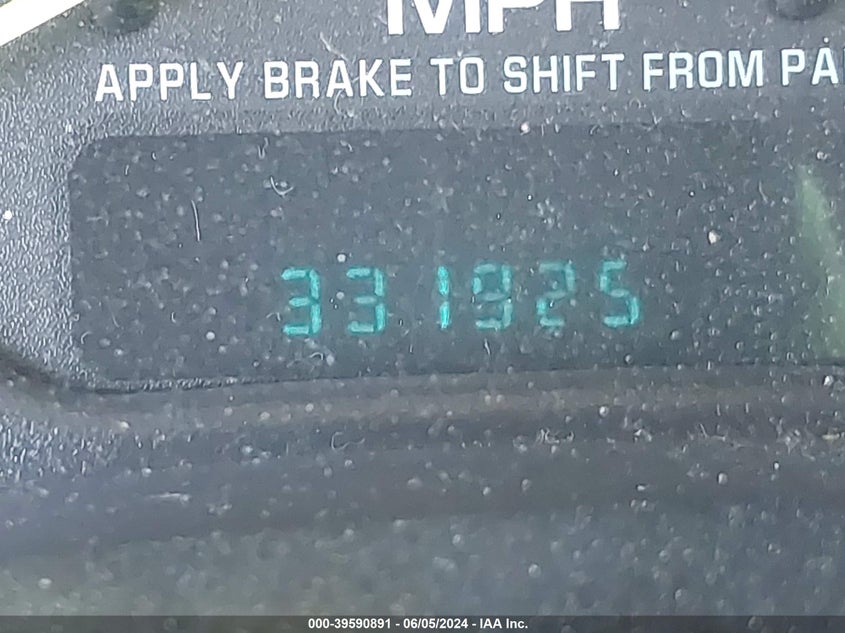 MPH
APPLY BRAKE TO SHIFT FROM PA
331925
000-39590891 - 06/05/2024 - IAA Inc.